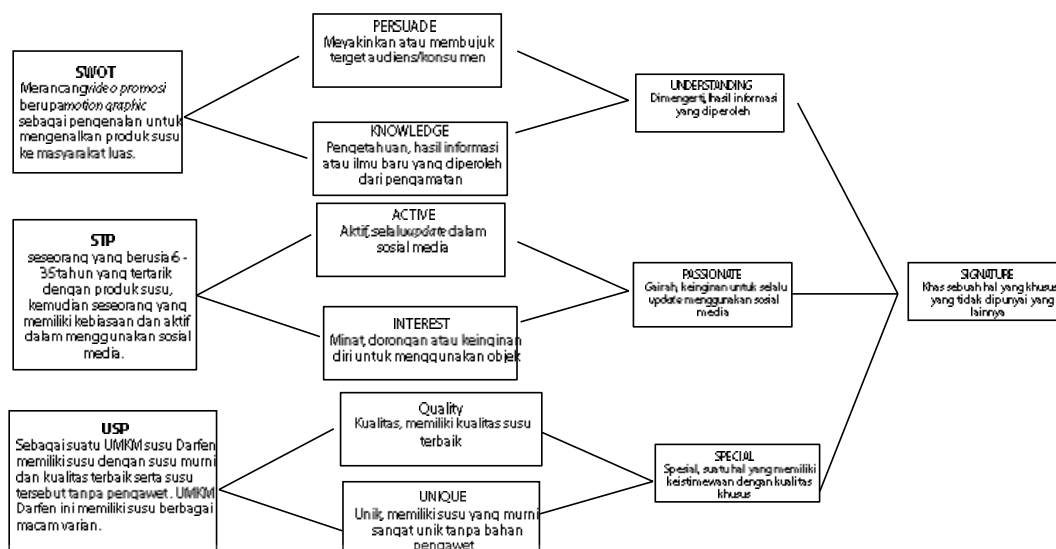 PERSUADE
Meyakinkan atau membujuk
terget audiens/konsumen
SWOT
Merancang video promosi
berupa motion graphic
sebagai pengenalan untuk
mengenalkan produk susu
ke masyarakat luas.
KNOWLEDGE
Pengetahuan, hasil informasi
atau ilmu baru yang diperoleh
dari pengamatan
UNDERSTANDING
Dimengerti, hasil informasi
yang diperoleh
STP
seseorang yang berusia 6 -
35 tahun yang tertarik
dengan produk susu,
kemudian seseorang yang
memiliki kebiasaan dan aktif
dalam menggunakan sosial
media.
ACTIVE
Aktif, selalu update dalam
sosial media
INTEREST
Minat, dorongan atau keinginan
diri untuk menggunakan objek
PASSIONATE
Gairah, keinginan untuk selalu
update menggunakan sosial
media
SIGNATURE
Khas sebuah hal yang khusus
yang tidak dipunyai yang
lainnya
USP
Sebagai suatu UMKM susu Darfen
memiliki susu dengan susu murni
dan kualitas terbaik serta susu
tersebut tanpa pengawet. UMKM
Darfen ini memiliki susu berbagai
macam varian.
Quality
Kualitas, memiliki kualitas susu
terbaik
UNIQUE
Unik, memiliki susu yang murni
sangat unik tanpa bahan
pengawet
SPECIAL
Spesial, suatu hal yang memiliki
keistimewaan dengan kualitas
khusus